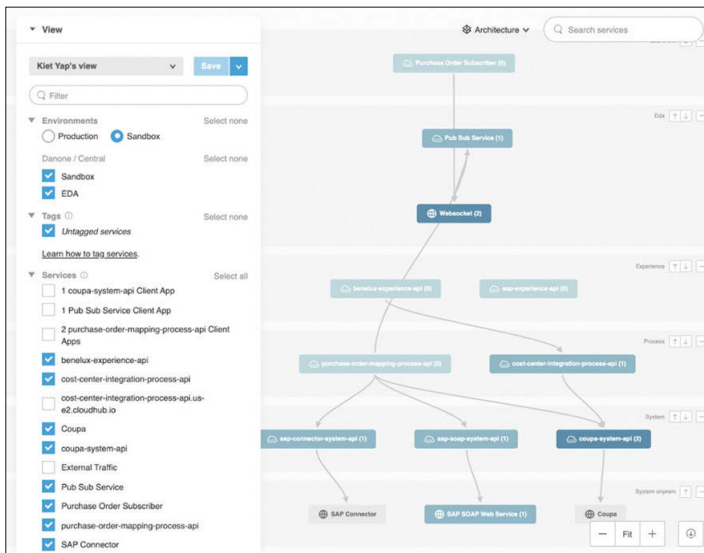 View
Architecture
Search services
Kiet Yap's view
Save
Filter
Environments
Select none
Production
Sandbox
Danone / Central
Select none
Sandbox
EDA
Tags
Select none
Untagged services
Learn how to tag services.
Services
Select all
1 coupa-system-api Client App
1 Pub Sub Service Client App
2 purchase-order-mapping-process-api Client
Apps
benelux-experience-api
cost-center-integration-process-api
cost-center-integration-process-api.us-
e2.cloudhub.io
Coupa
coupa-system-api
External Traffic
Pub Sub Service
Purchase Order Subscriber
purchase-order-mapping-process-api
SAP Connector
Purchase Order Subscriber (0)
Eda
Pub Sub Service (1)
Websocket (2)
Experience
benelux-experience-api (0)
sap-experience-api (0)
Process
purchase-order-mapping-process-api (0)
cost-center-integration-process-api (1)
System
sap-connector-system-api (1)
sap-soap-system-api (1)
coupa-system-api (2)
System onprem
SAP Connector
SAP SOAP Web Service (1)
Coupa
Fit